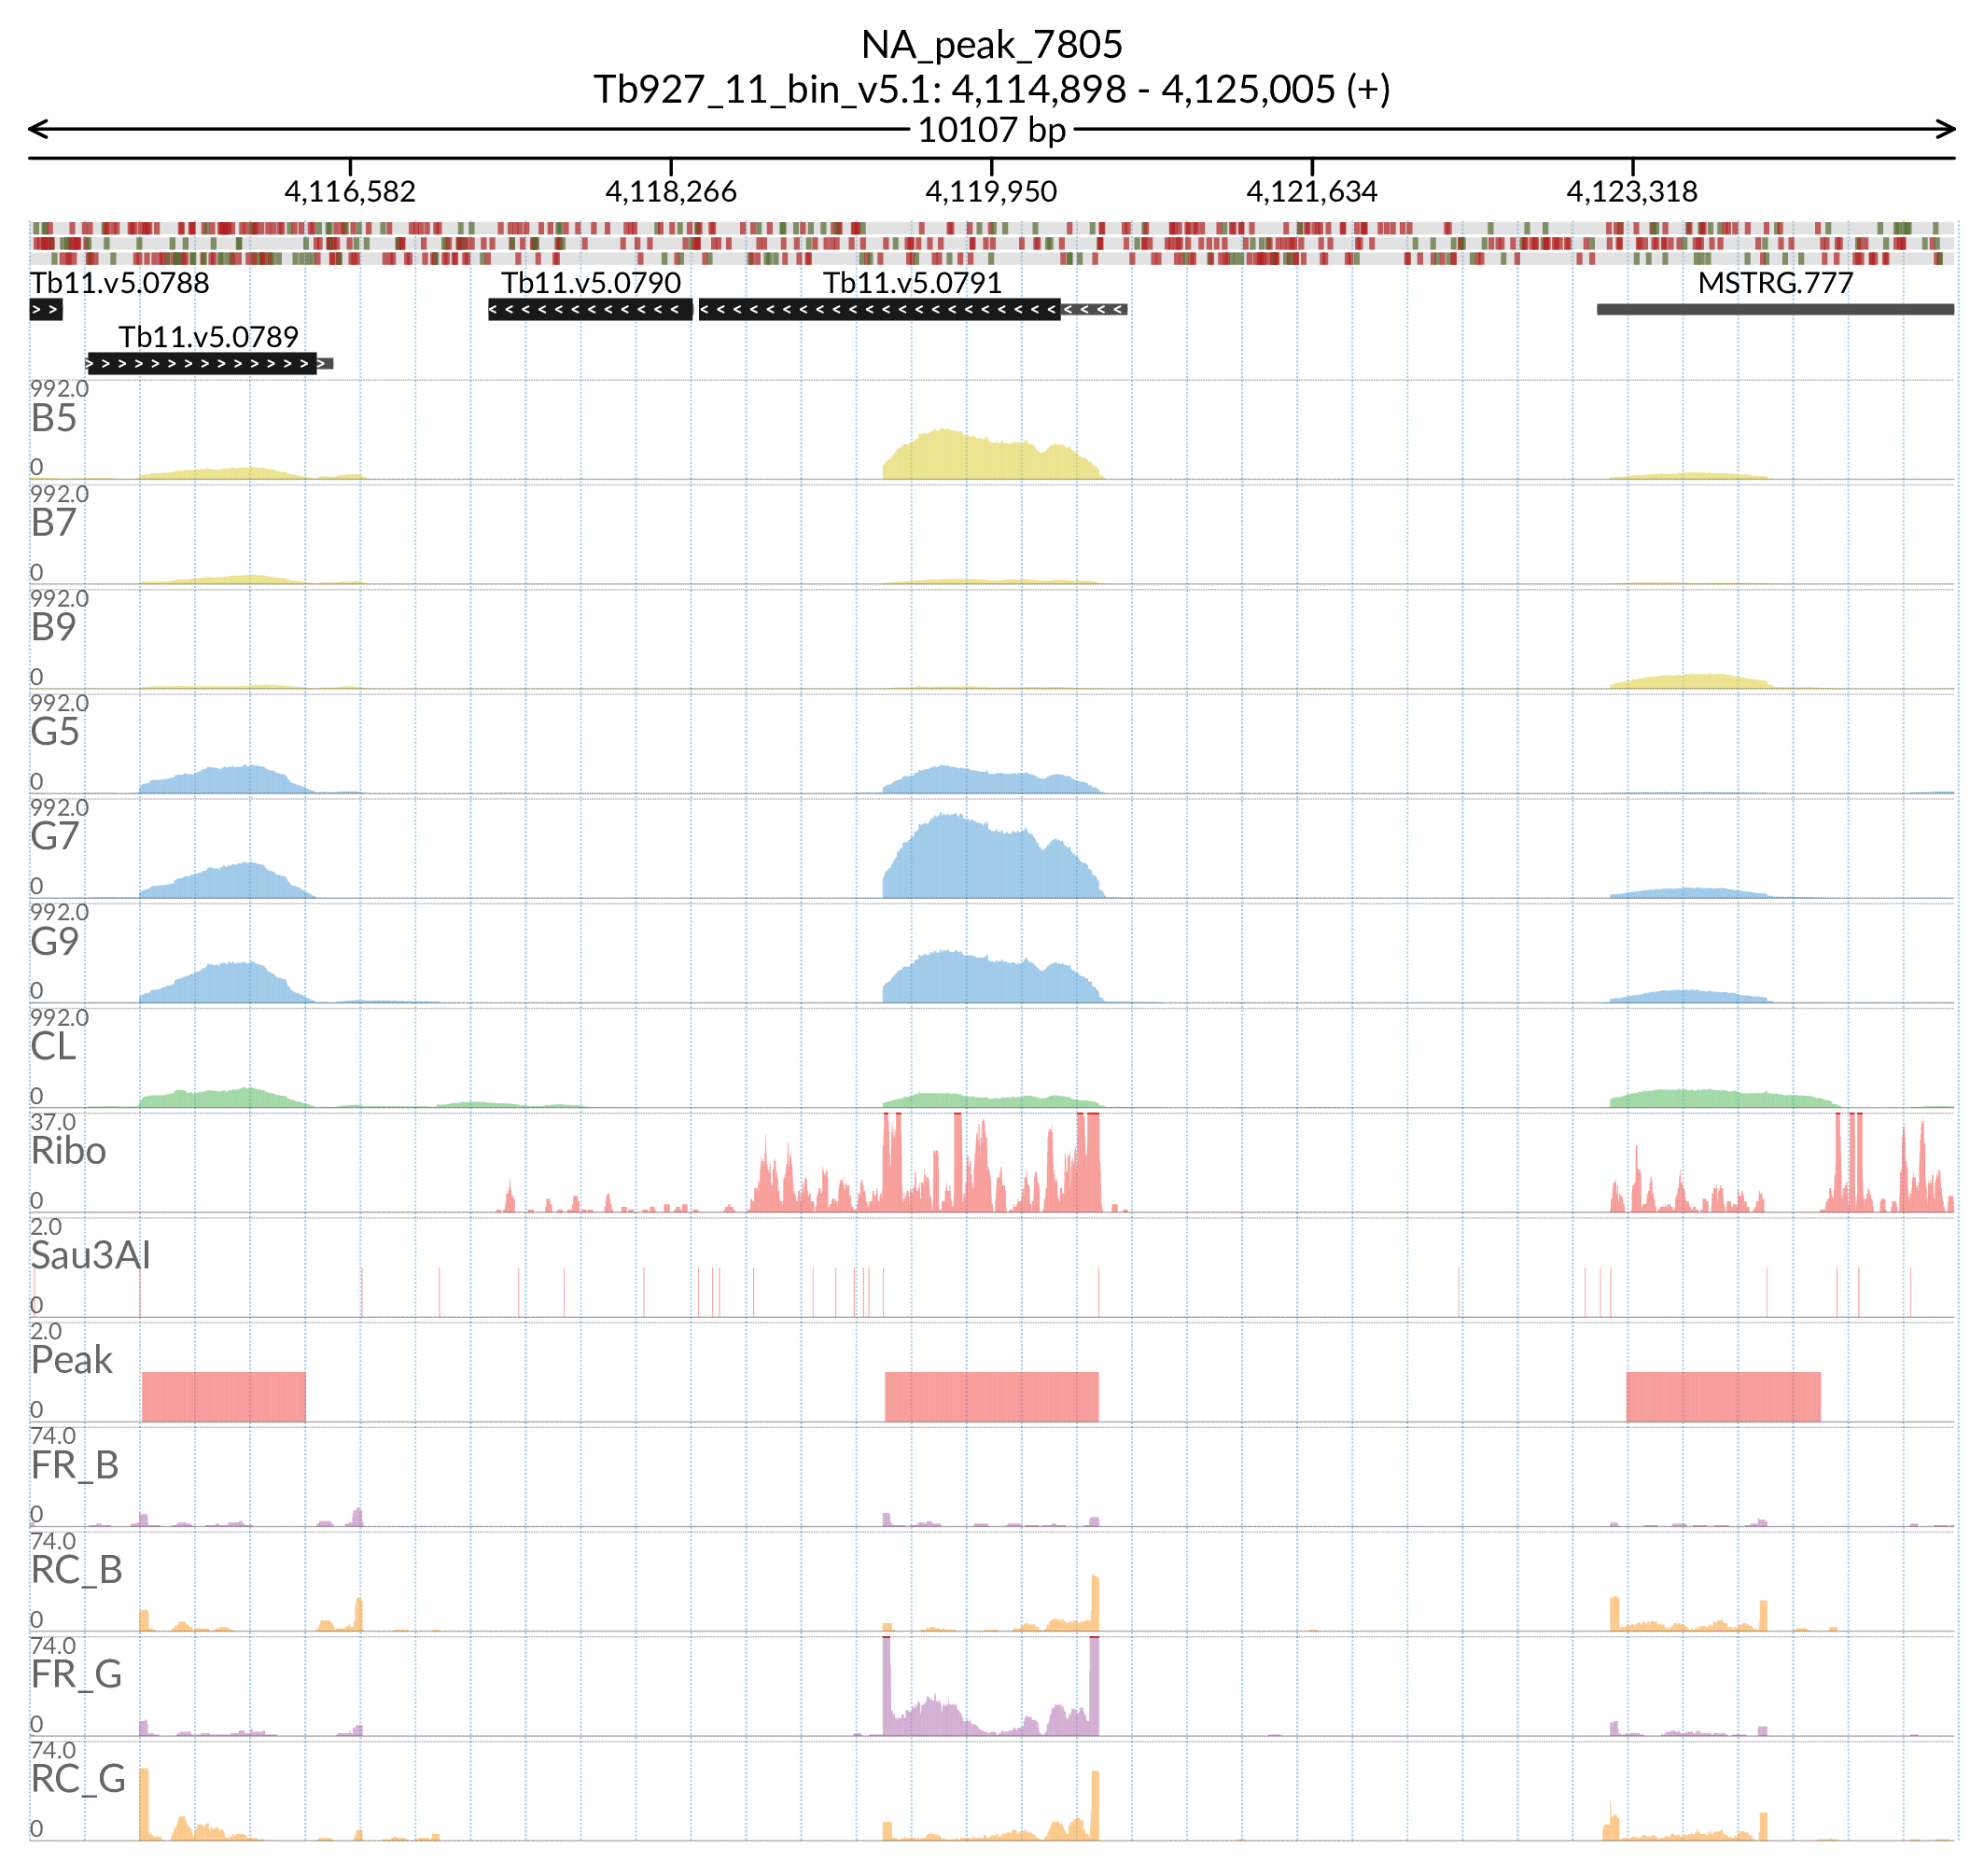 NA_peak_7805
Tb927_11_bin_v5.1: 4,114,898 - 4,125,005 (+)
10107 bp
4,116,582 4,118,266 4,119,950 4,121,634 4,123,318
Tb11.v5.0788 Tb11.v5.0790 Tb11.v5.0791 MSTRG.777
Tb11.v5.0789
992.0
B5
0
992.0
B7
0
992.0
B9
0
992.0
G5
0
992.0
G7
0
992.0
G9
0
992.0
CL
0
37.0
Ribo
0
2.0
Sau3AI
0
2.0
Peak
0
74.0
FR_B
0
74.0
RC_B
0
74.0
FR_G
0
74.0
RC_G
0